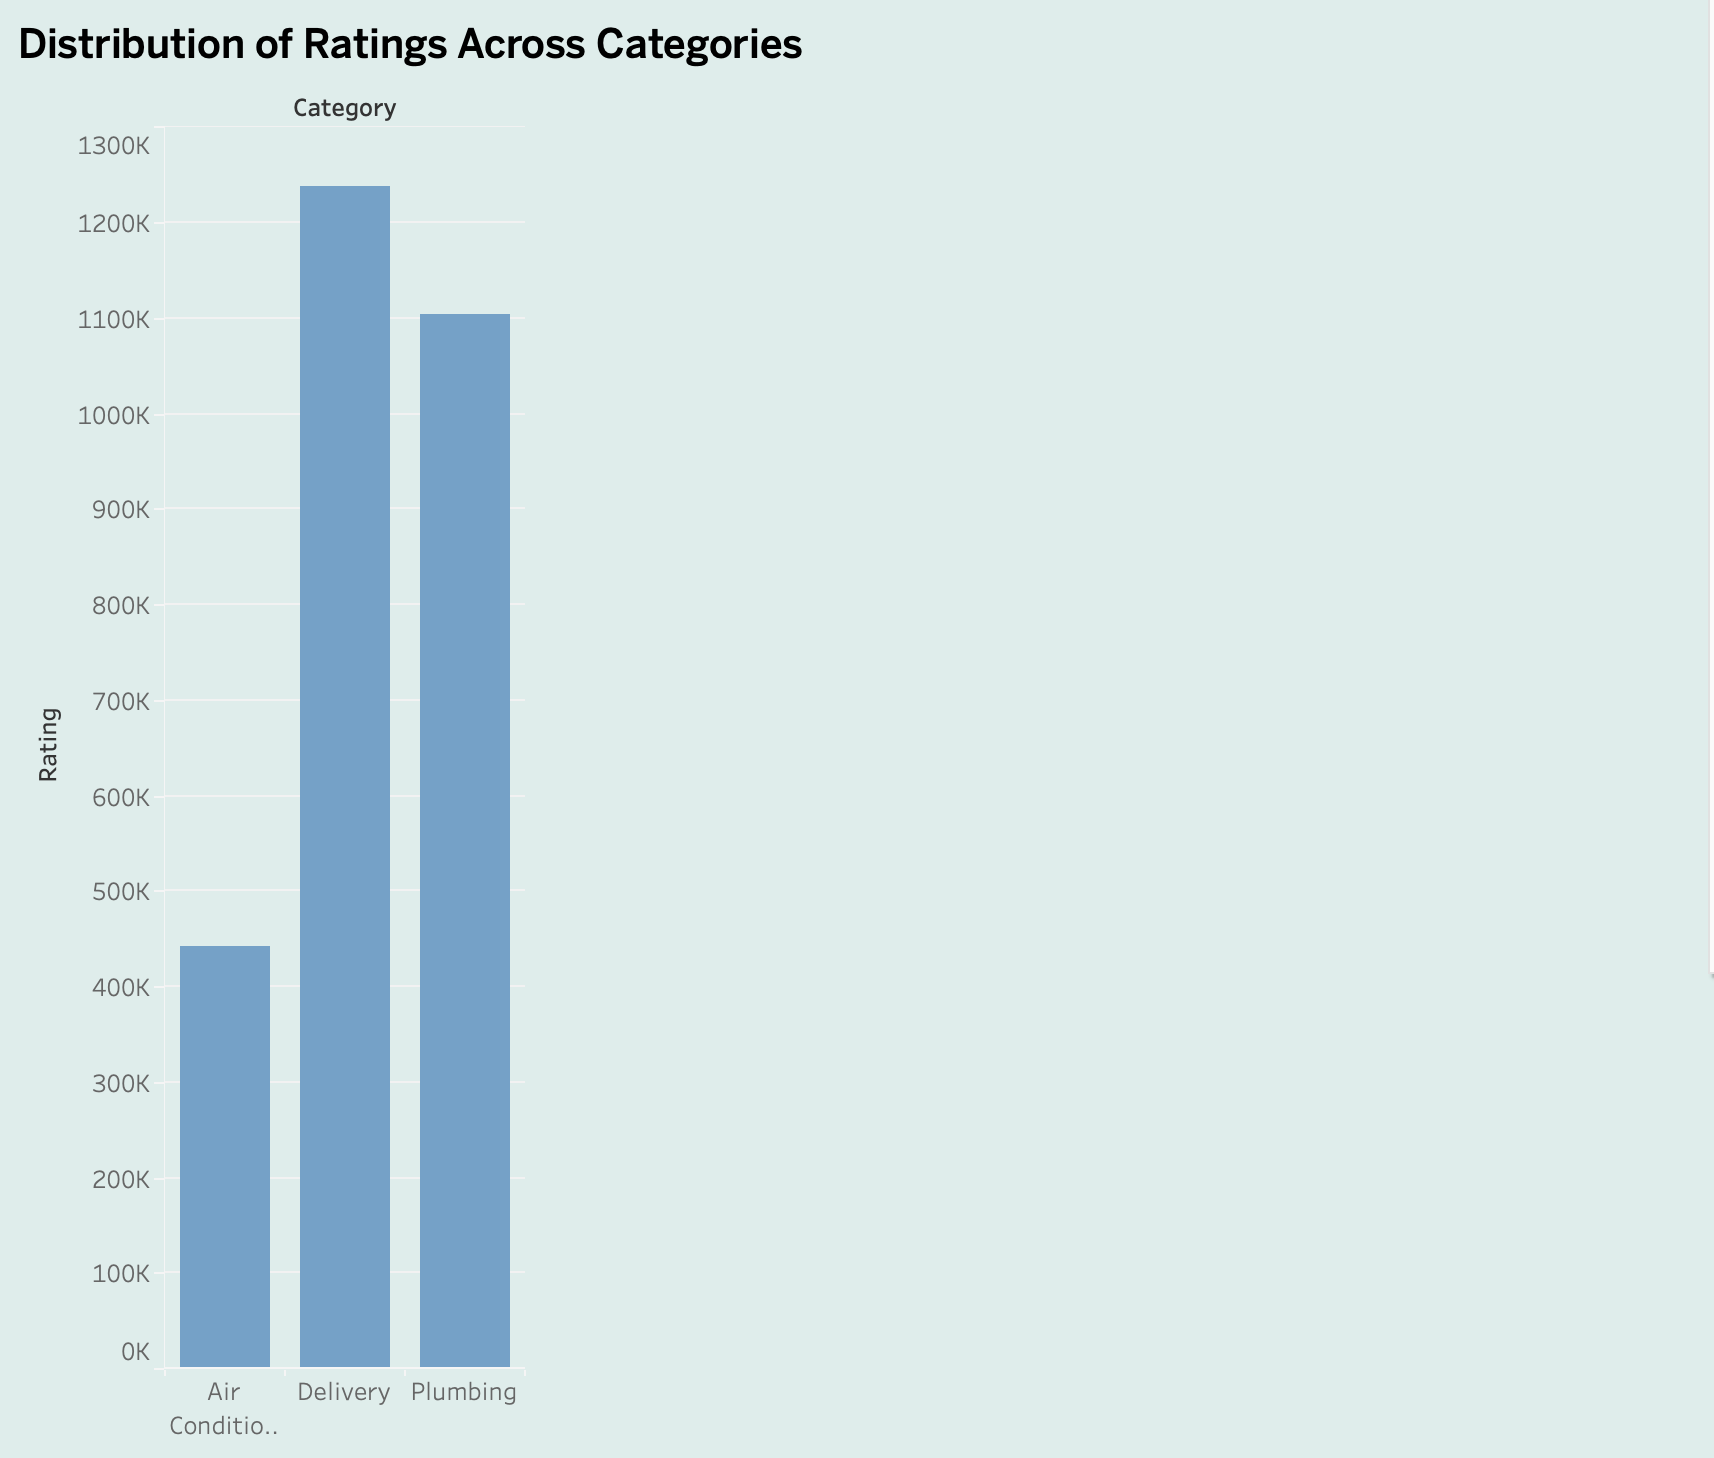 Distribution of Ratings Across Categories
Category
1300K
1200K
1100K
1000K
900K
800K
700K
Rating
600K
500K
400K
300K
200K
100K
0K
Air Delivery Plumbing
Conditio..